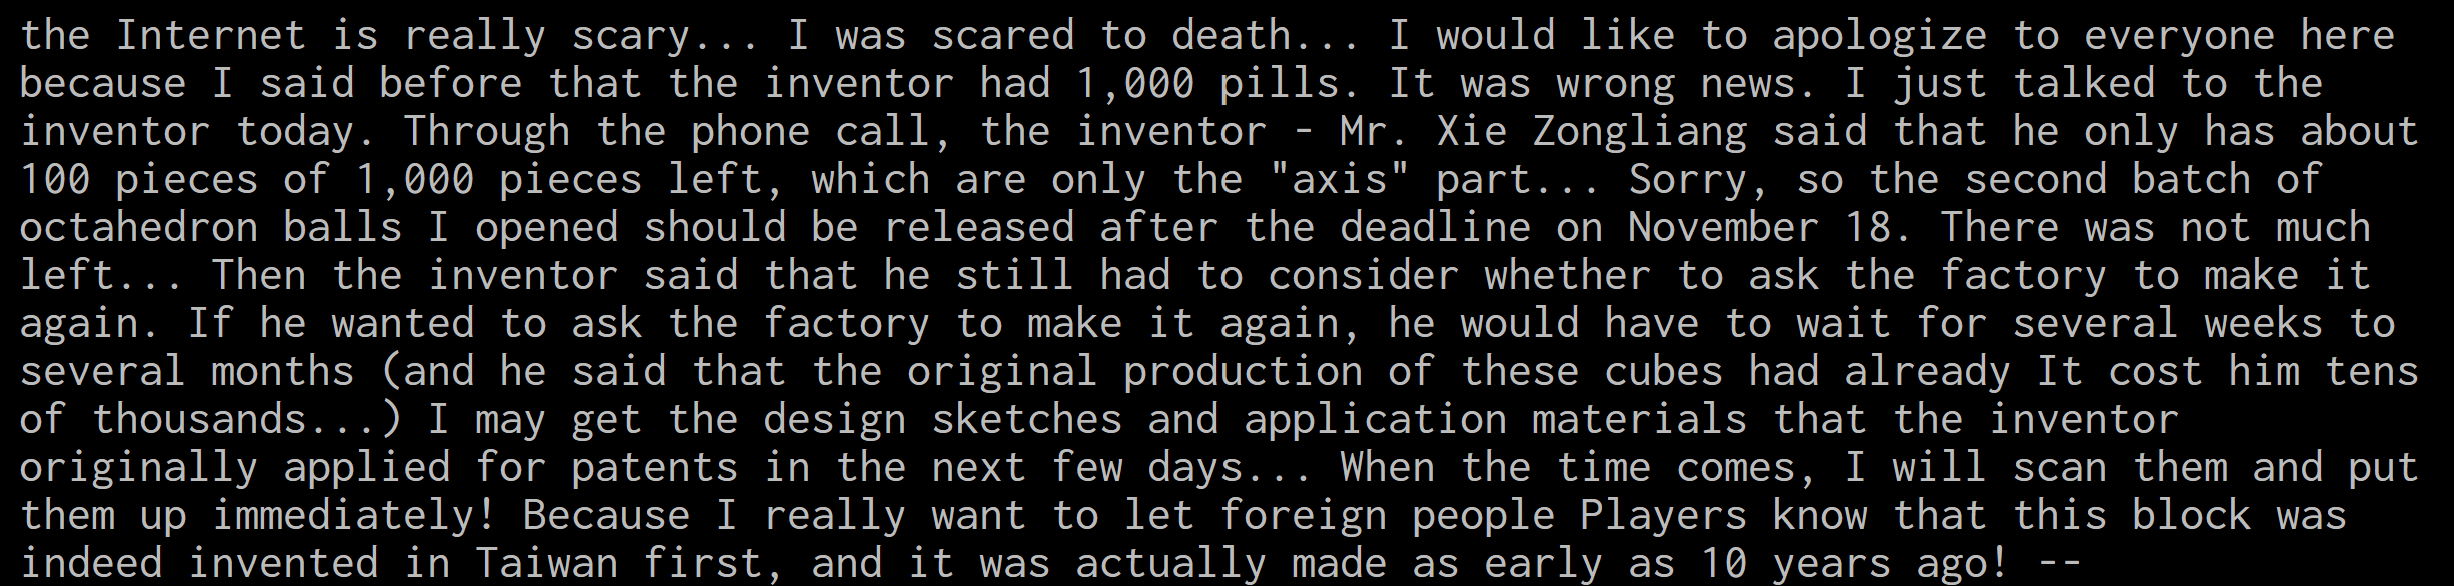 the Internet is really scary... I was scared to death... I would like to apologize to everyone here
because I said before that the inventor had 1,000 pills. It was wrong news. I just talked to the
inventor today. Through the phone call, the inventor - Mr. Xie Zongliang said that he only has about
100 pieces of 1,000 pieces left, which are only the "axis" part... Sorry, so the second batch of
octahedron balls I opened should be released after the deadline on November 18. There was not much
left... Then the inventor said that he still had to consider whether to ask the factory to make it
again. If he wanted to ask the factory to make it again, he would have to wait for several weeks to
several months (and he said that the original production of these cubes had already It cost him tens
of thousands...) I may get the design sketches and application materials that the inventor
originally applied for patents in the next few days... When the time comes, I will scan them and put
them up immediately! Because I really want to let foreign people Players know that this block was
indeed invented in Taiwan first, and it was actually made as early as 10 years ago! --